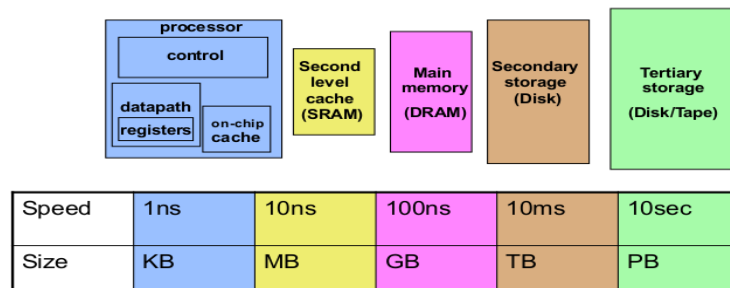 processor
control
datapath
registers
on-chip
cache
Second
level
cache
(SRAM)
Main
memory
(DRAM)
Secondary
storage
(Disk)
Tertiary
storage
(Disk/Tape)
Speed 1ns 10ns 100ns 10ms 10sec
Size KB MB GB TB PB